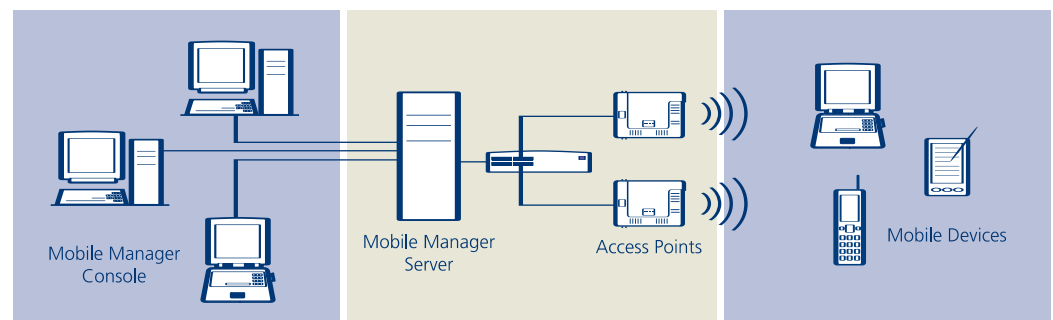 Mobile Manager
Console
Mobile Manager
Server
Access Points
Mobile Devices